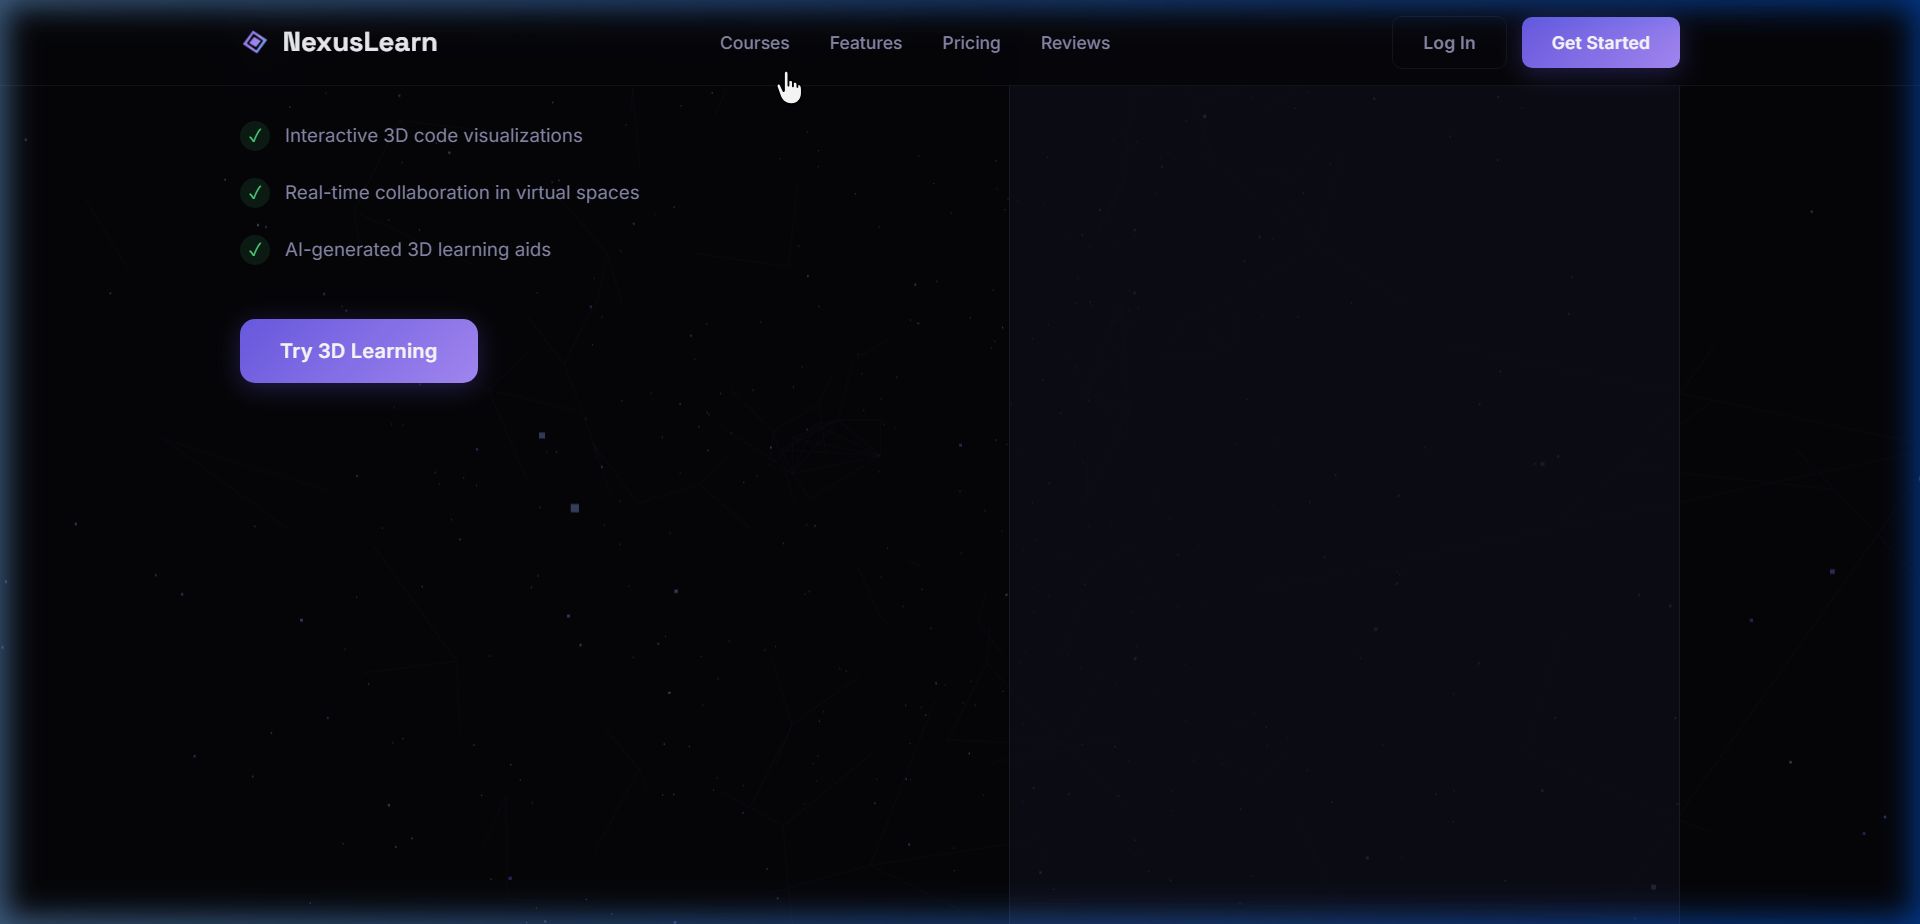 NexusLearn
Courses
Features
Pricing
Reviews
Log In
Get Started
✓ Interactive 3D code visualizations
✓ Real-time collaboration in virtual spaces
✓ AI-generated 3D learning aids
Try 3D Learning